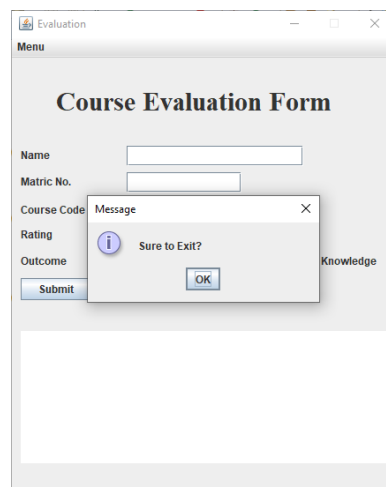 Evaluation
Menu
Course Evaluation Form
Name
Matric No.
Course Code
Message
Rating
Sure to Exit?
Outcome
Knowledge
OK
Submit